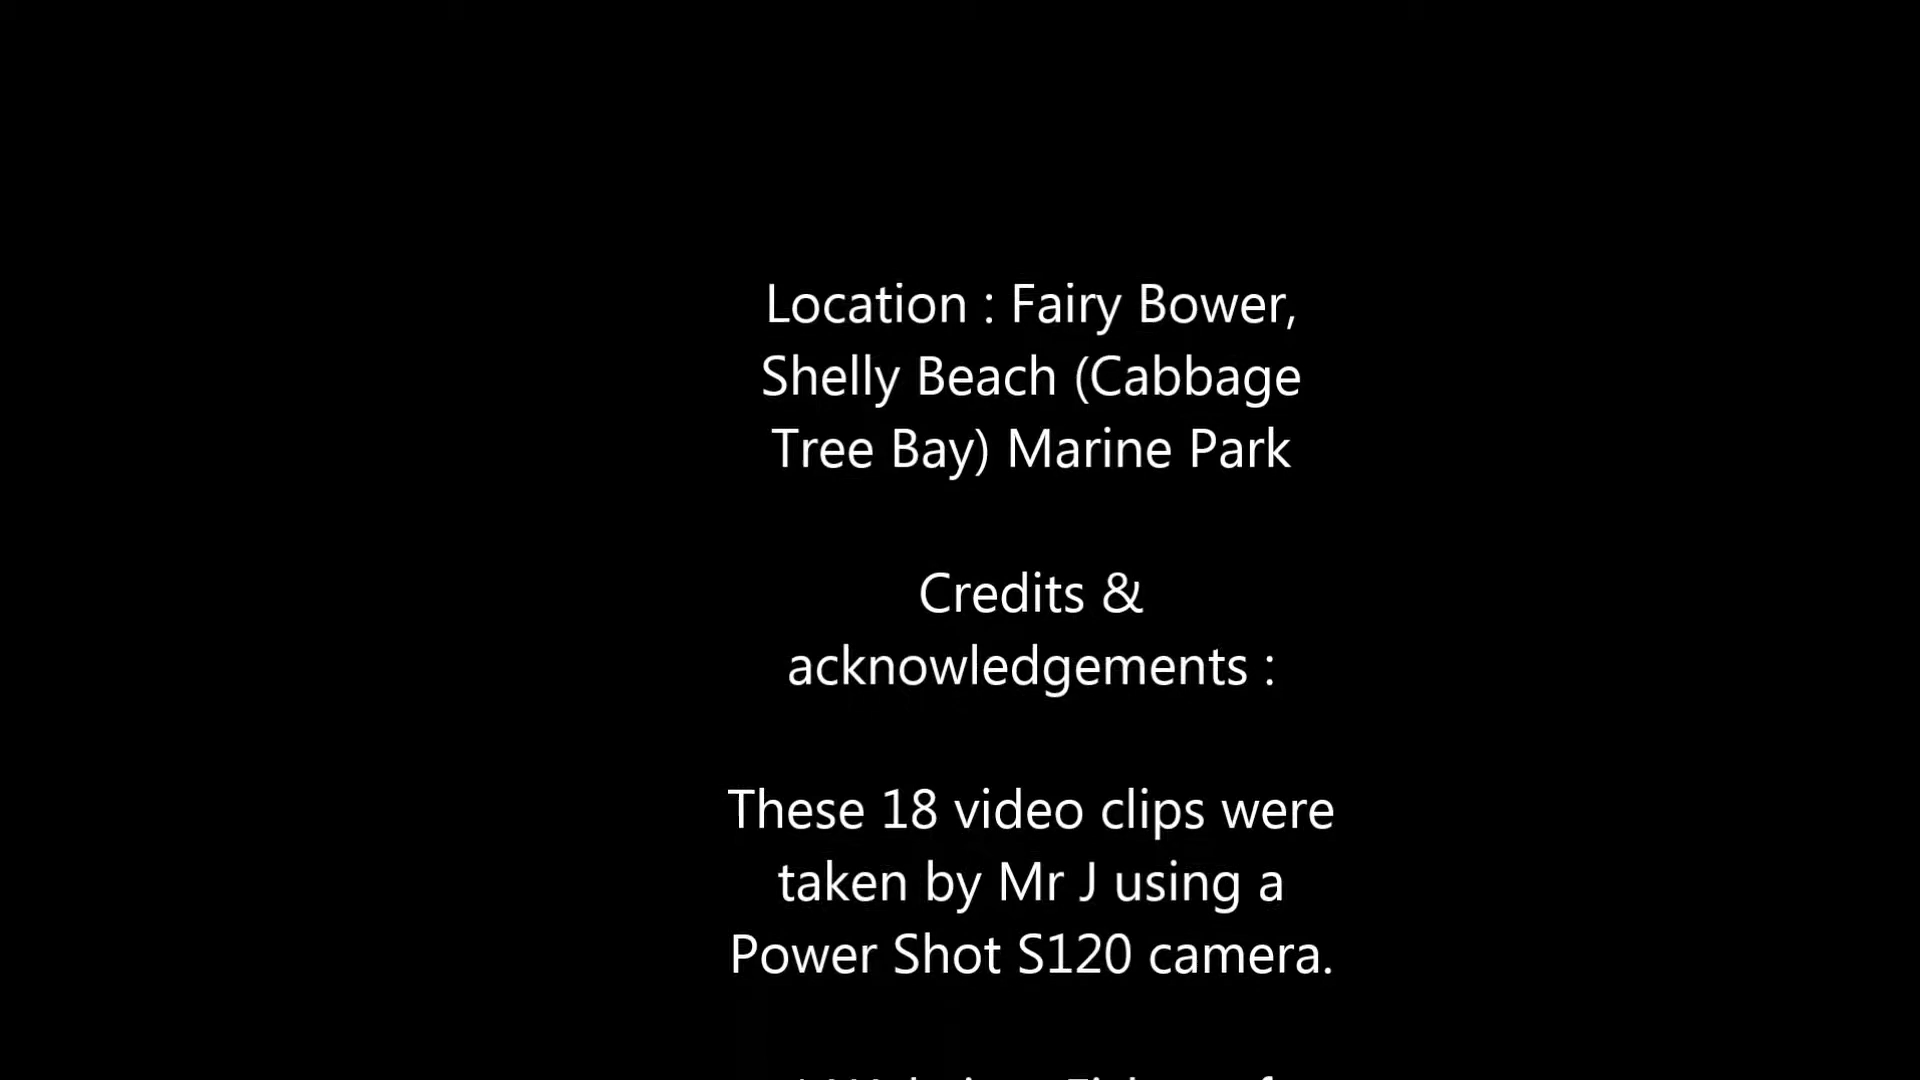 Location : Fairy Bower,
Shelly Beach (Cabbage
Tree Bay) Marine Park
Credits &
acknowledgements :
These 18 video clips were
taken by Mr J using a
Power Shot S120 camera.